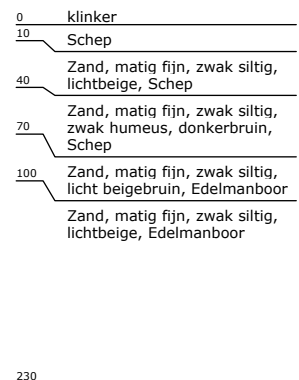 0 klinker
10 Schep
Zand, matig fijn, zwak siltig,
40 lichtbeige, Schep
Zand, matig fijn, zwak siltig,
70 zwak humeus, donkerbruin,
Schep
100 Zand, matig fijn, zwak siltig,
licht beigebruin, Edelmanboor
Zand, matig fijn, zwak siltig,
lichtbeige, Edelmanboor
230